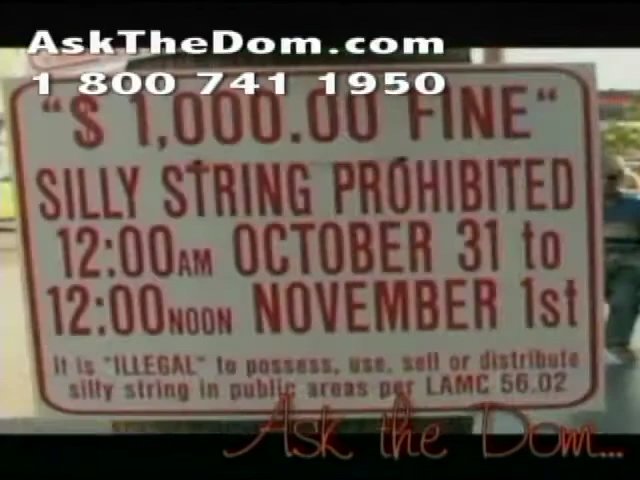 AskTheDom.com
1 800 741 1950
"$ 1,000.00 FINE"
SILLY STRING PROHIBITED
12:00AM OCTOBER 31 to
12:00NOON NOVEMBER 1st
It is "ILLEGAL" to possess, use, sell or distribute
silly string in public areas per LAMC 56.02
Ask the Dom...